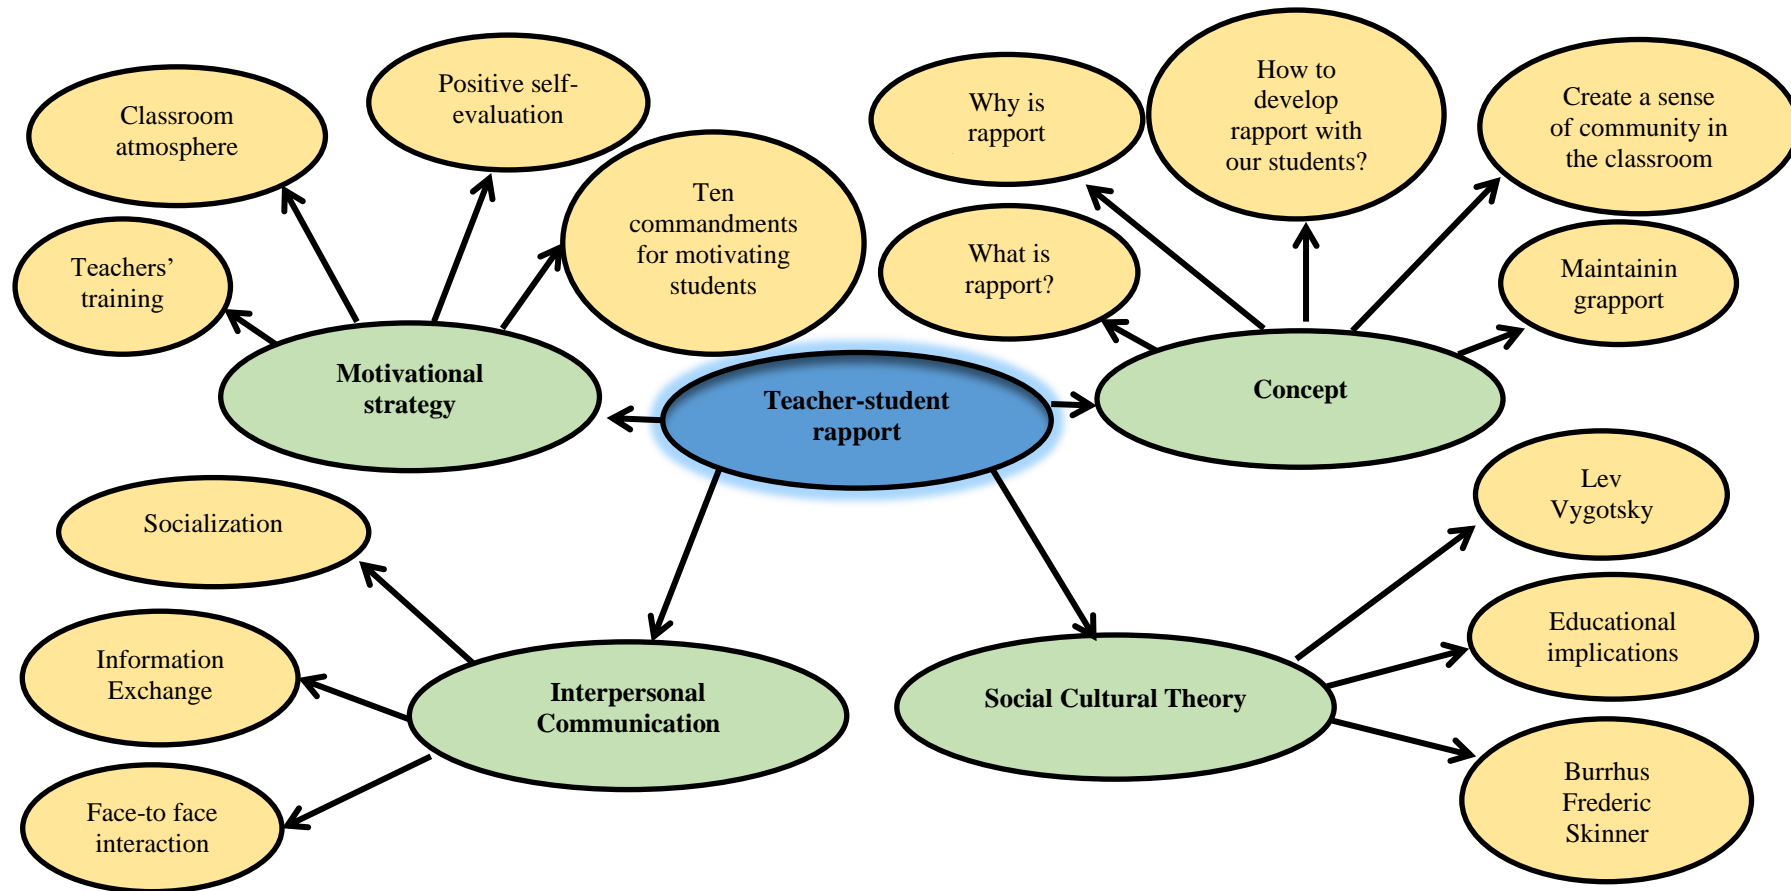 Classroom
atmosphere
Positive self-
evaluation
Teachers’
training
Ten
commandments
for motivating
students
Motivational
strategy
Why is
rapport
How to
develop
rapport with
our students?
Create a sense
of community in
the classroom
What is
rapport?
Maintainin
grapport
Concept
Teacher-student
rapport
Socialization
Information
Exchange
Face-to face
interaction
Interpersonal
Communication
Social Cultural Theory
Lev
Vygotsky
Educational
implications
Burrhus
Frederic
Skinner